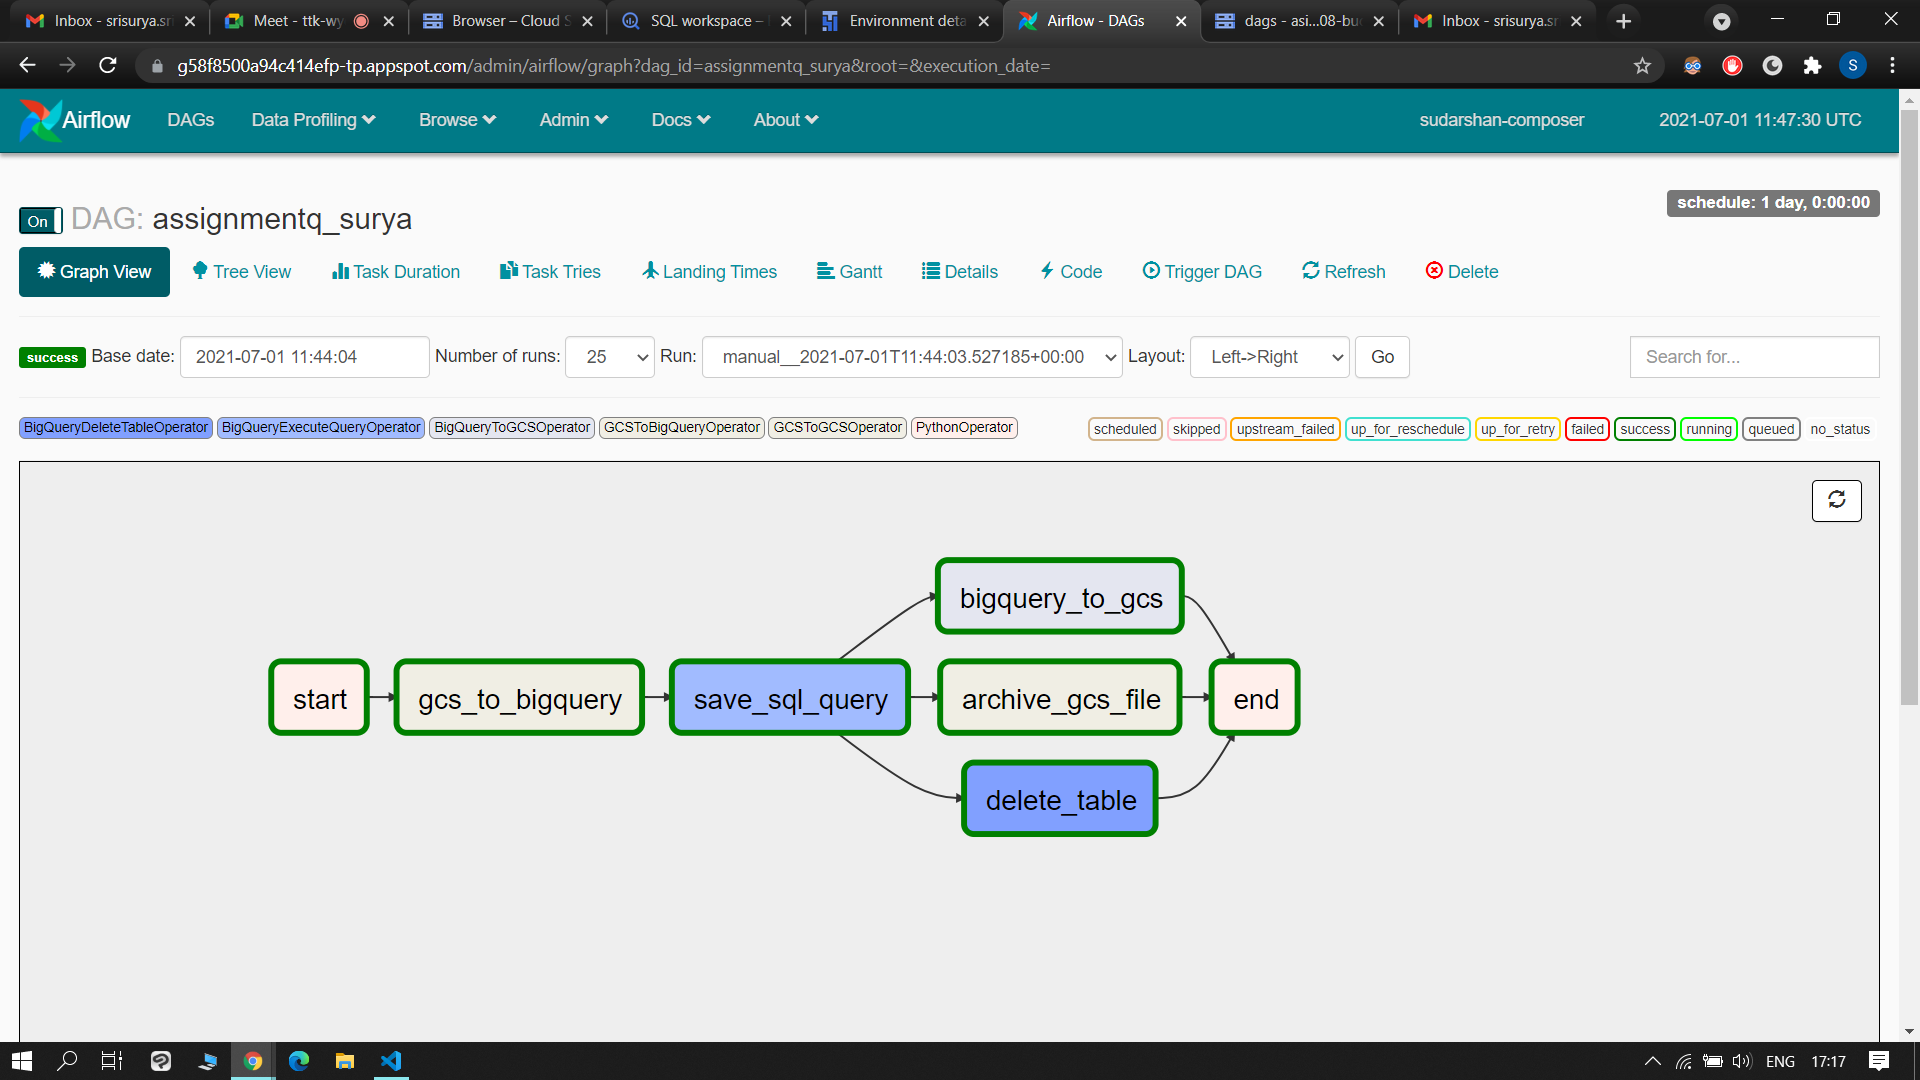 Inbox - srisurya.sri
Meet - ttk-wy
Browser – Cloud S
SQL workspace –
Environment deta
Airflow - DAGs
dags - asi...08-bu
Inbox - srisurya.sr
g58f8500a94c414efp-tp.appspot.com/admin/airflow/graph?dag_id=assignmentq_surya&root=&execution_date=
S
Airflow
DAGs
Data Profiling
Browse
Admin
Docs
About
sudarshan-composer
2021-07-01 11:47:30 UTC
On DAG: assignmentq_surya
schedule: 1 day, 0:00:00
Graph View
Tree View
Task Duration
Task Tries
Landing Times
Gantt
Details
Code
Trigger DAG
Refresh
Delete
success Base date: 2021-07-01 11:44:04 Number of runs: 25 Run: manual__2021-07-01T11:44:03.527185+00:00 Layout: Left->Right Go Search for...
BigQueryDeleteTableOperator BigQueryExecuteQueryOperator BigQueryToGCSOperator GCSToBigQueryOperator GCSToGCSOperator PythonOperator
scheduled skipped upstream_failed up_for_reschedule up_for_retry failed success running queued no_status
bigquery_to_gcs
start
gcs_to_bigquery
save_sql_query
archive_gcs_file
end
delete_table
ENG
17:17